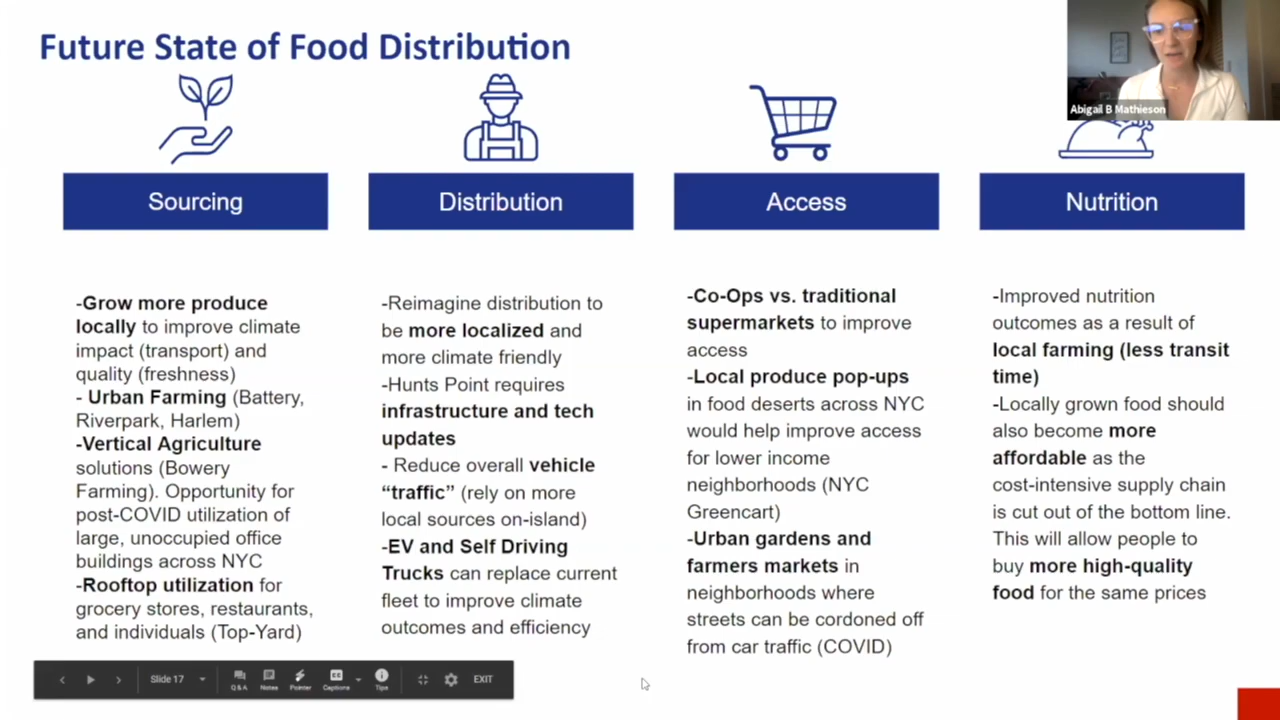 Future State of Food Distribution
Abigail B Mathieson
Sourcing
-Grow more produce
locally to improve climate
impact (transport) and
quality (freshness)
- Urban Farming (Battery,
Riverpark, Harlem)
-Vertical Agriculture
solutions (Bowery
Farming). Opportunity for
post-COVID utilization of
large, unoccupied office
buildings across NYC
-Rooftop utilization for
grocery stores, restaurants,
and individuals (Top-Yard)
Distribution
-Reimagine distribution to
be more localized and
more climate friendly
-Hunts Point requires
infrastructure and tech
updates
- Reduce overall vehicle
“traffic” (rely on more
local sources on-island)
-EV and Self Driving
Trucks can replace current
fleet to improve climate
outcomes and efficiency
Access
-Co-Ops vs. traditional
supermarkets to improve
access
-Local produce pop-ups
in food deserts across NYC
would help improve access
for lower income
neighborhoods (NYC
Greencart)
-Urban gardens and
farmers markets in
neighborhoods where
streets can be cordoned off
from car traffic (COVID)
Nutrition
-Improved nutrition
outcomes as a result of
local farming (less transit
time)
-Locally grown food should
also become more
affordable as the
cost-intensive supply chain
is cut out of the bottom line.
This will allow people to
buy more high-quality
food for the same prices
Slide 17
Q&A
Notes
Pointer
CC
Captions
Tips
EXIT